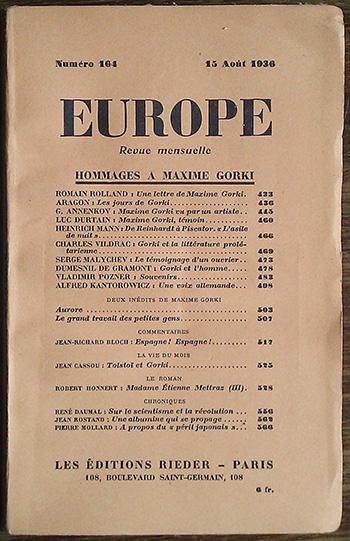 Numéro 164 15 Août 1936
EUROPE
Revue mensuelle
HOMMAGES A MAXIME GORKI
ROMAIN ROLLAND : Une lettre de Maxime Gorki. 433
ARAGON : Les jours de Gorki........ 436
G. ANNENKOV : Maxime Gorki vu par un artiste.. 445
LUC DURTAIN : Maxime Gorki, témoin........ 460
HEINRICH MANN : De Reinhardt à Piscator. « L'asile
de nuit »........ 466
CHARLES VILDRAC : Gorki et la littérature prolé-
tarienne........ 469
SERGE MALYCHEV : Le témoignage d'un ouvrier.. 473
DUMESNIL DE GRAMONT : Gorki et l'homme..... 478
VLADIMIR POZNER : Souvenirs........ 483
ALFRED KANTOROWICZ : Une voix allemande... 498
DEUX INÉDITS DE MAXIME GORKI
Aurore........ 503
Le grand travail des petites gens........ 507
COMMENTAIRES
JEAN-RICHARD BLOCH : Espagne ! Espagne !..... 517
LA VIE DU MOIS
JEAN CASSOU : Tolstoï et Gorki........ 525
LE ROMAN
ROBERT HONNERT : Madame Étienne Mettraz (III). 528
CHRONIQUES
RENÉ DAUMAL : Sur le scientisme et la révolution ... 556
JEAN ROSTAND : Une albumine qui se propage ..... 563
PIERRE MOLLARD : A propos du « péril japonais »... 566
LES ÉDITIONS RIEDER – PARIS
108, BOULEVARD SAINT-GERMAIN, 108
6 fr.